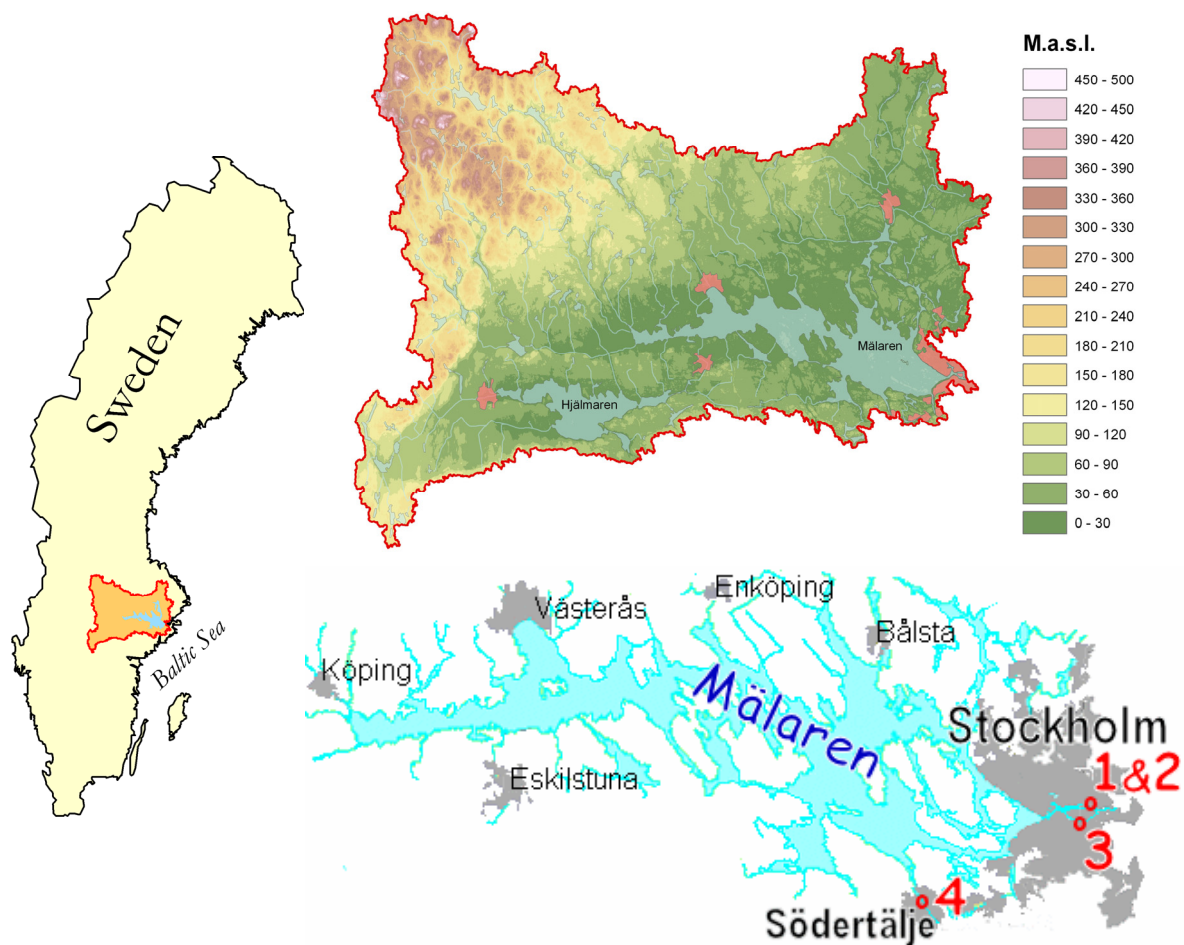 M.a.s.l.
450 - 500
420 - 450
390 - 420
360 - 390
330 - 360
300 - 330
270 - 300
240 - 270
210 - 240
180 - 210
150 - 180
120 - 150
90 - 120
60 - 90
30 - 60
0 - 30
Mälaren
Hjälmaren
Sweden
Baltic Sea
Enköping
Västerås
Bålsta
Köping
Mälaren
Stockholm
Eskilstuna
1&2
3
4
Södertälje